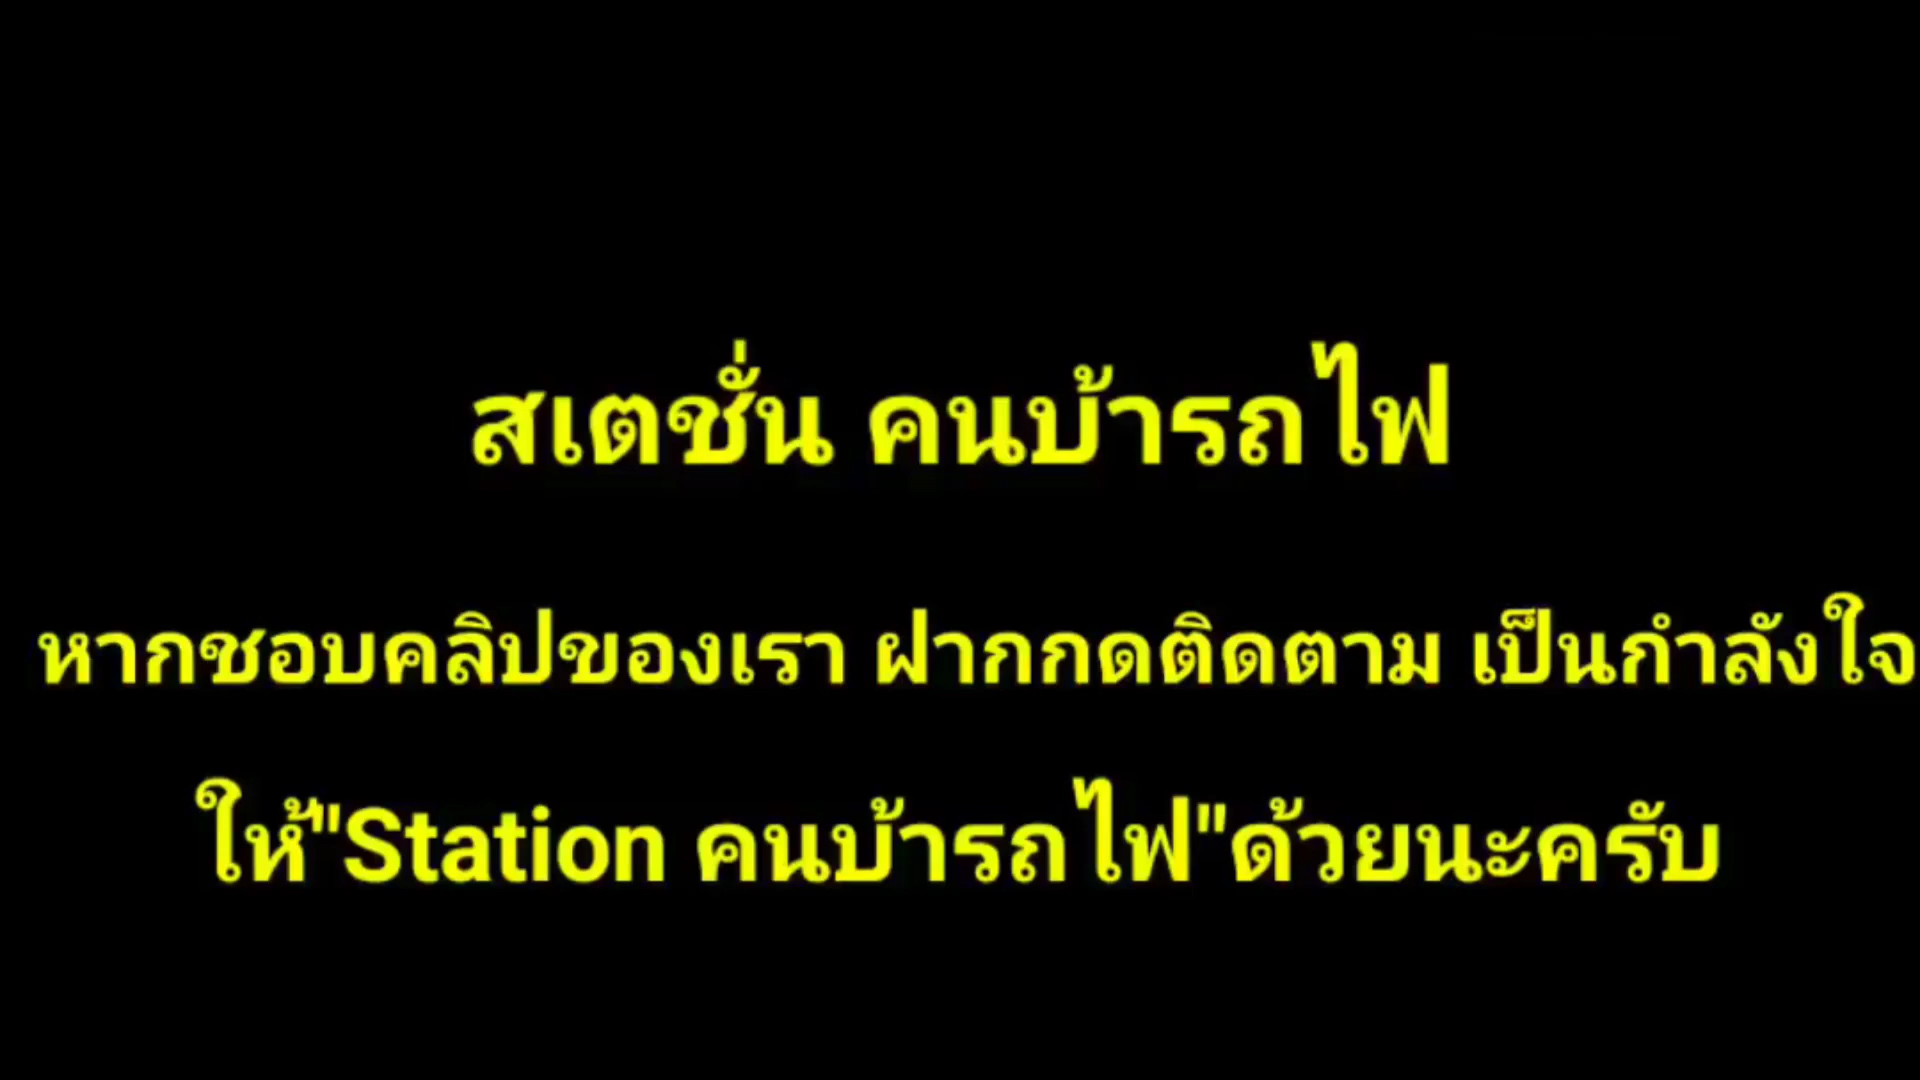 สเตชั่น คนบ้ารถไฟ
หากชอบคลิปของเรา ฝากกดติดตาม เป็นกำลังใจ
ให้"Station คนบ้ารถไฟ"ด้วยนะครับ